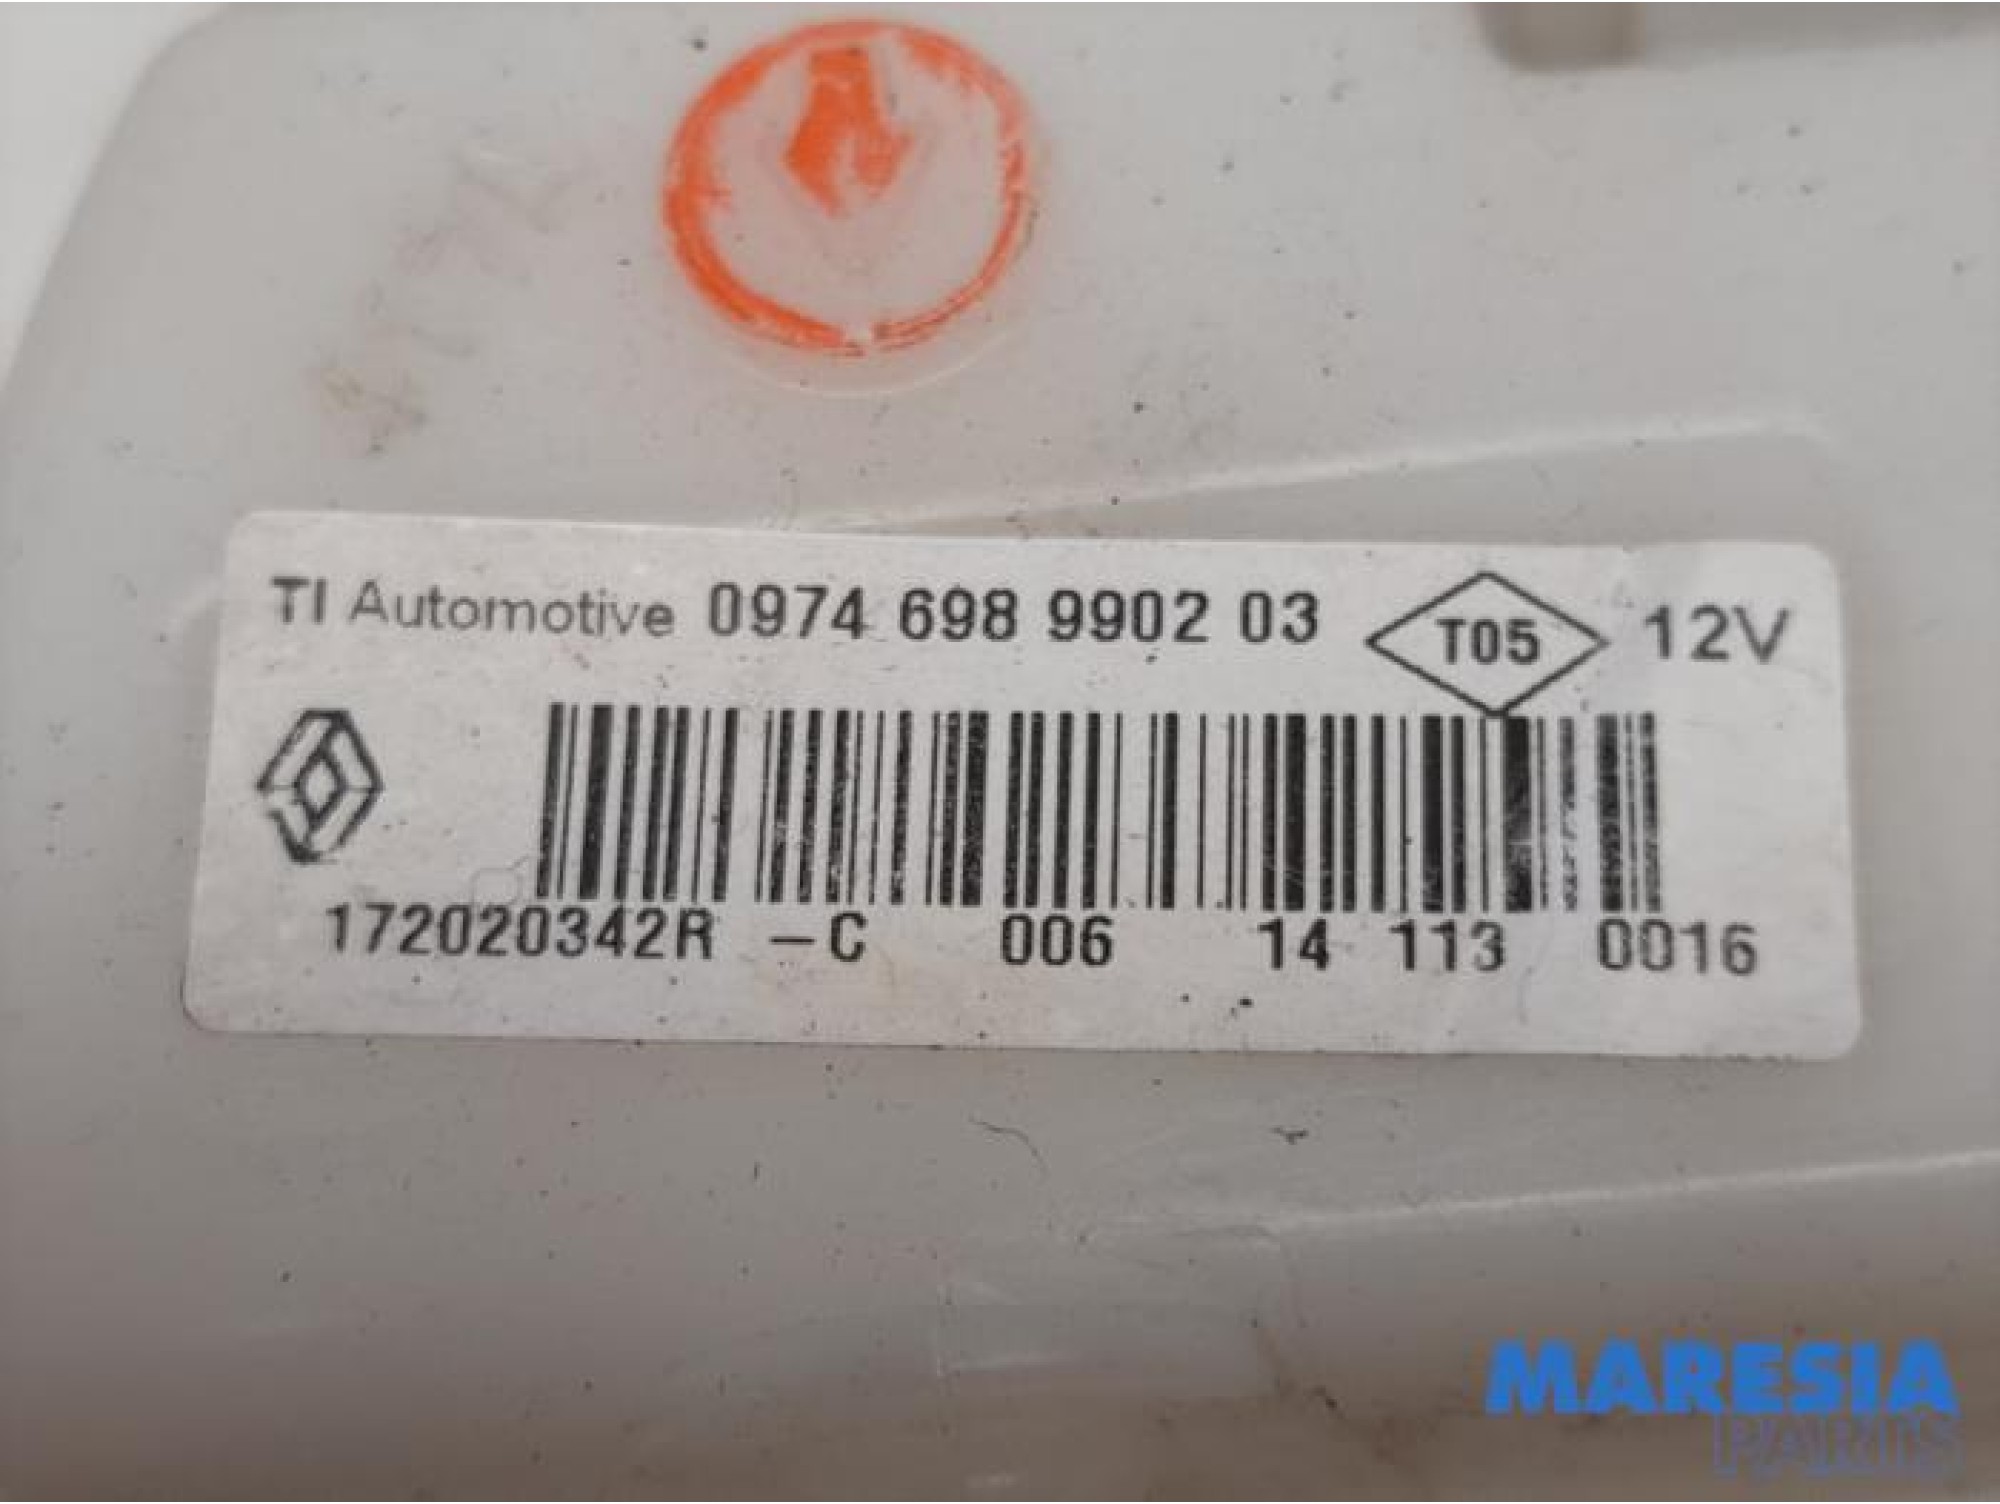 TI Automotive 0974 698 9902 03 T05 12V
172020342R -C 006 14 113 0016
MARESIA
PARTS